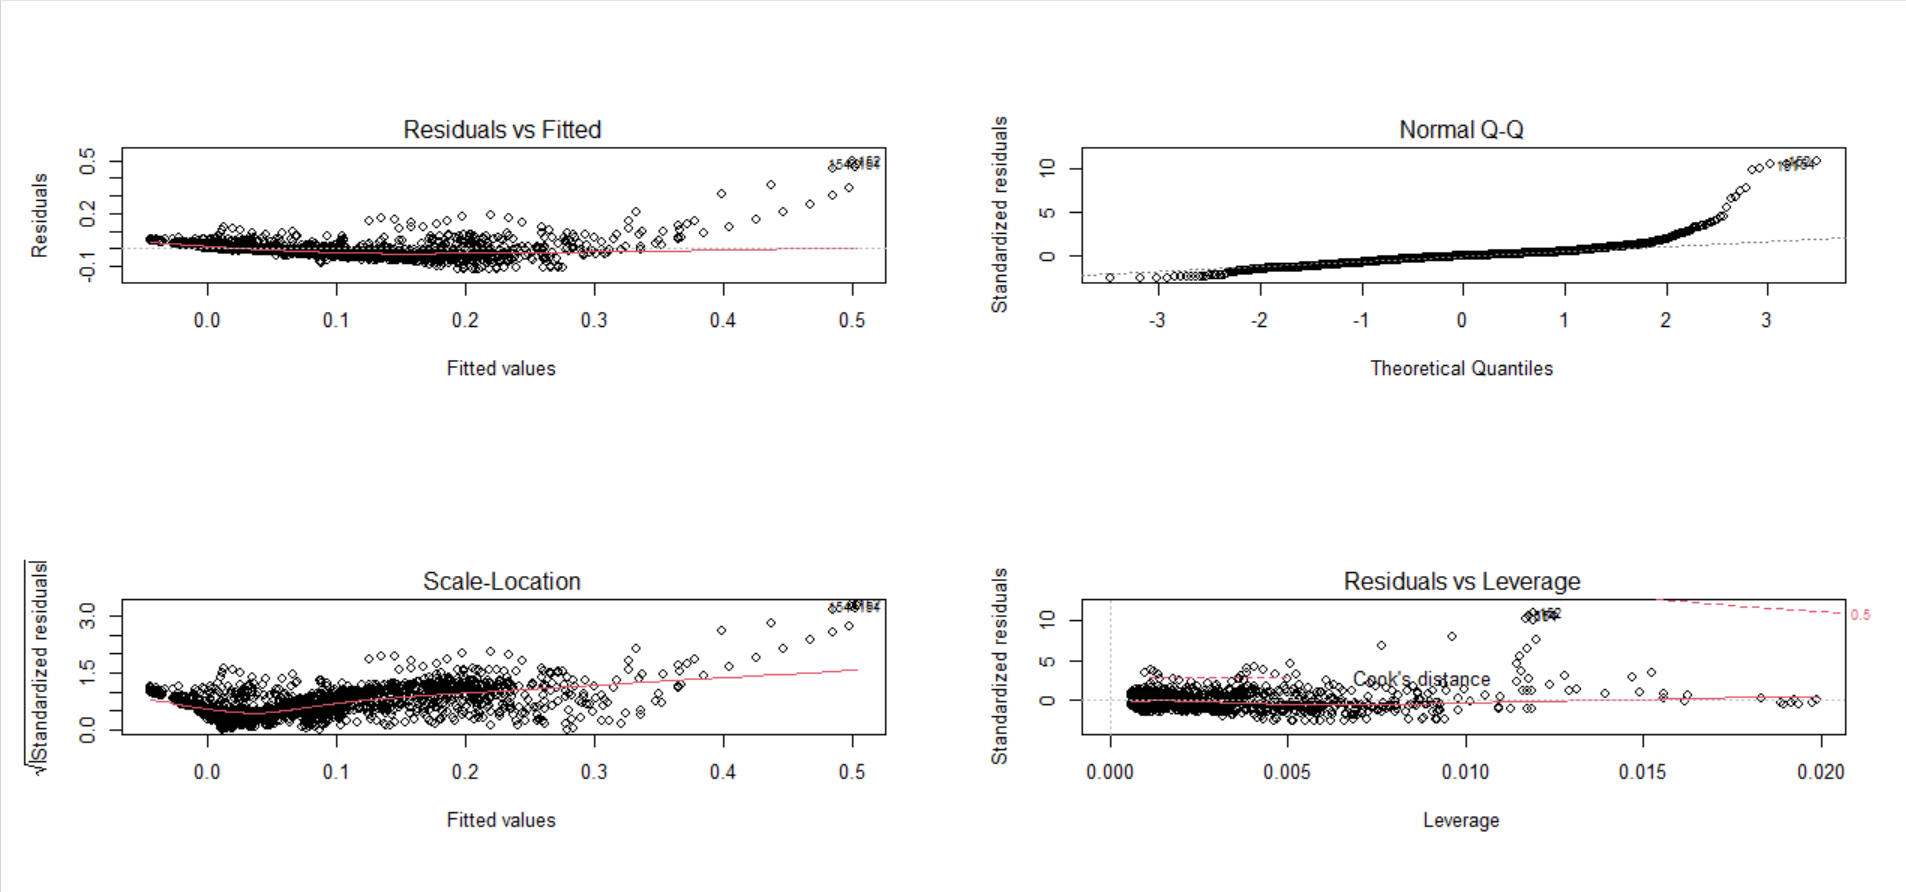 Residuals vs Fitted
Residuals
0.5
0.2
-0.1
0.0 0.1 0.2 0.3 0.4 0.5
Fitted values
Normal Q-Q
Standardized residuals
10
5
0
-3 -2 -1 0 1 2 3
Theoretical Quantiles
Scale-Location
√|Standardized residuals|
3.0
1.5
0.0
0.0 0.1 0.2 0.3 0.4 0.5
Fitted values
Residuals vs Leverage
Standardized residuals
10
5
0
Cook's distance
0.5
0.000 0.005 0.010 0.015 0.020
Leverage